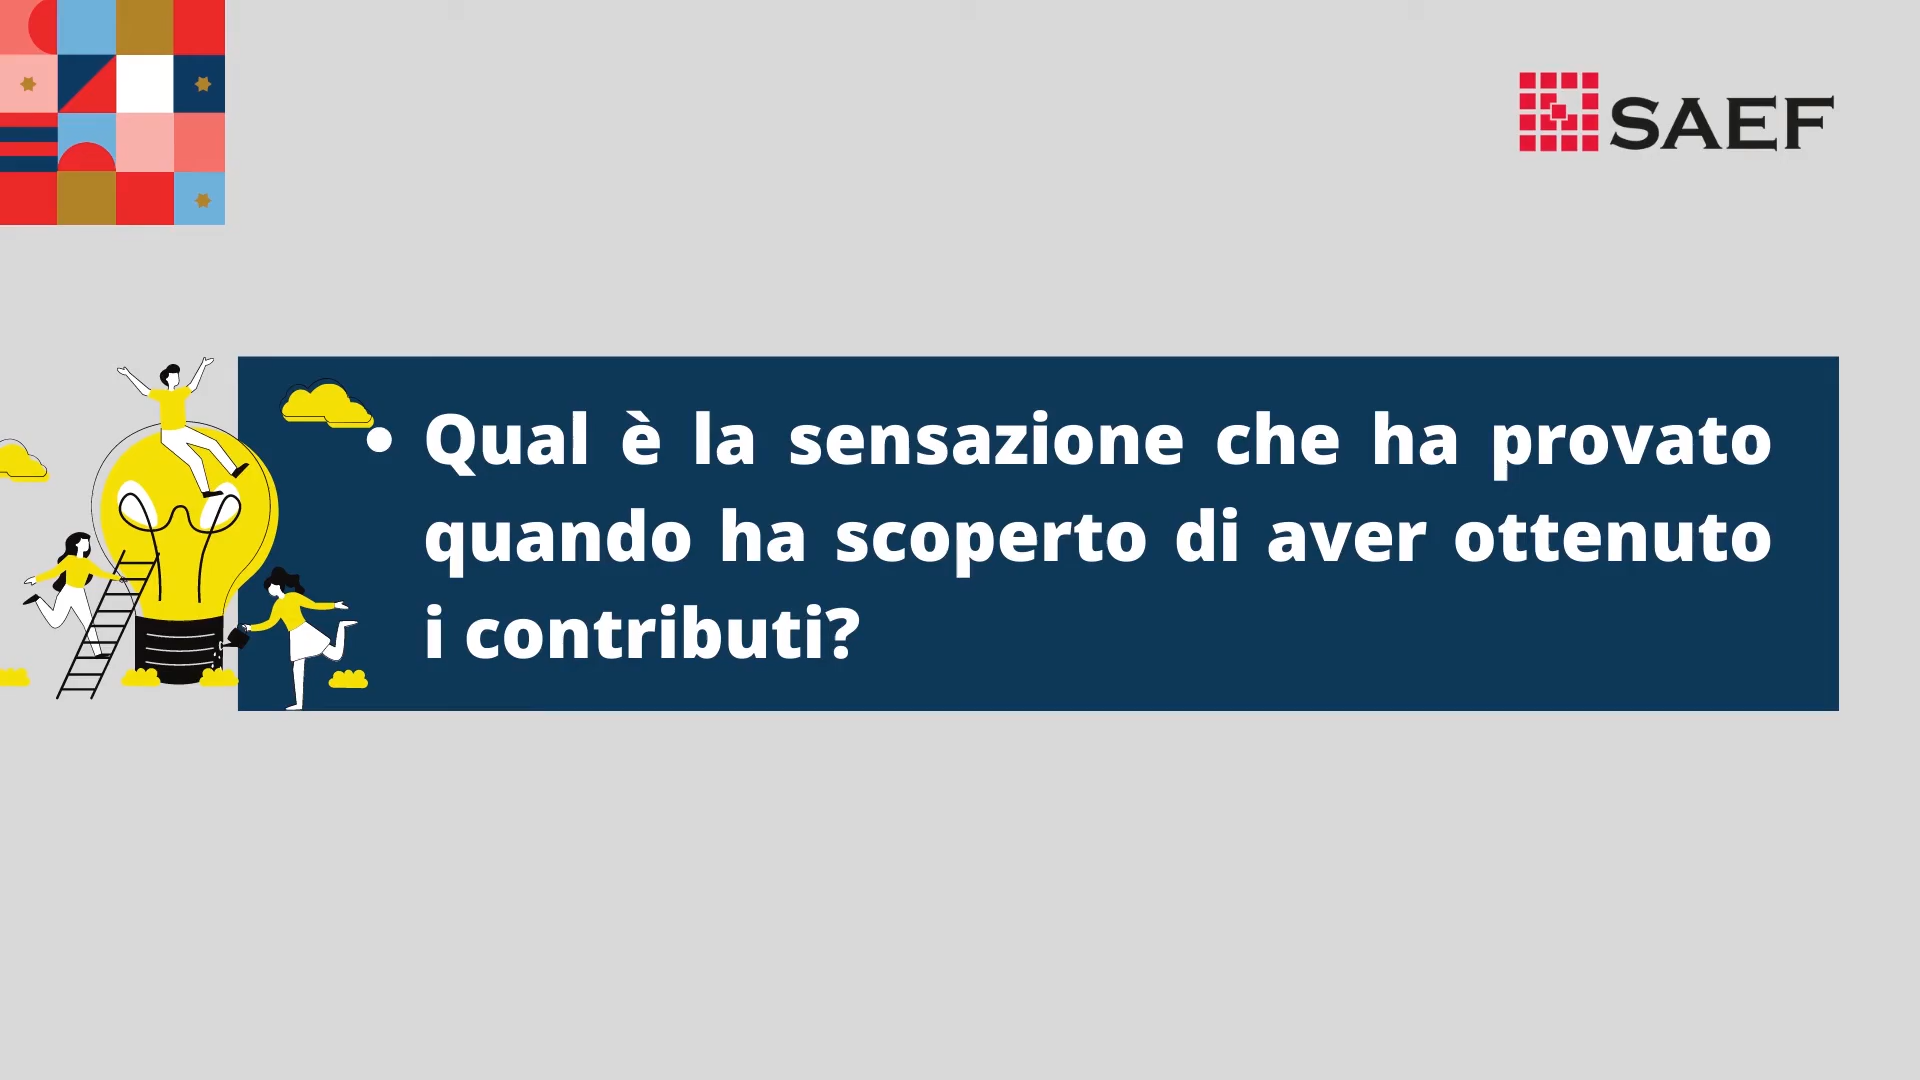 SAEF
• Qual è la sensazione che ha provato
quando ha scoperto di aver ottenuto
i contributi?